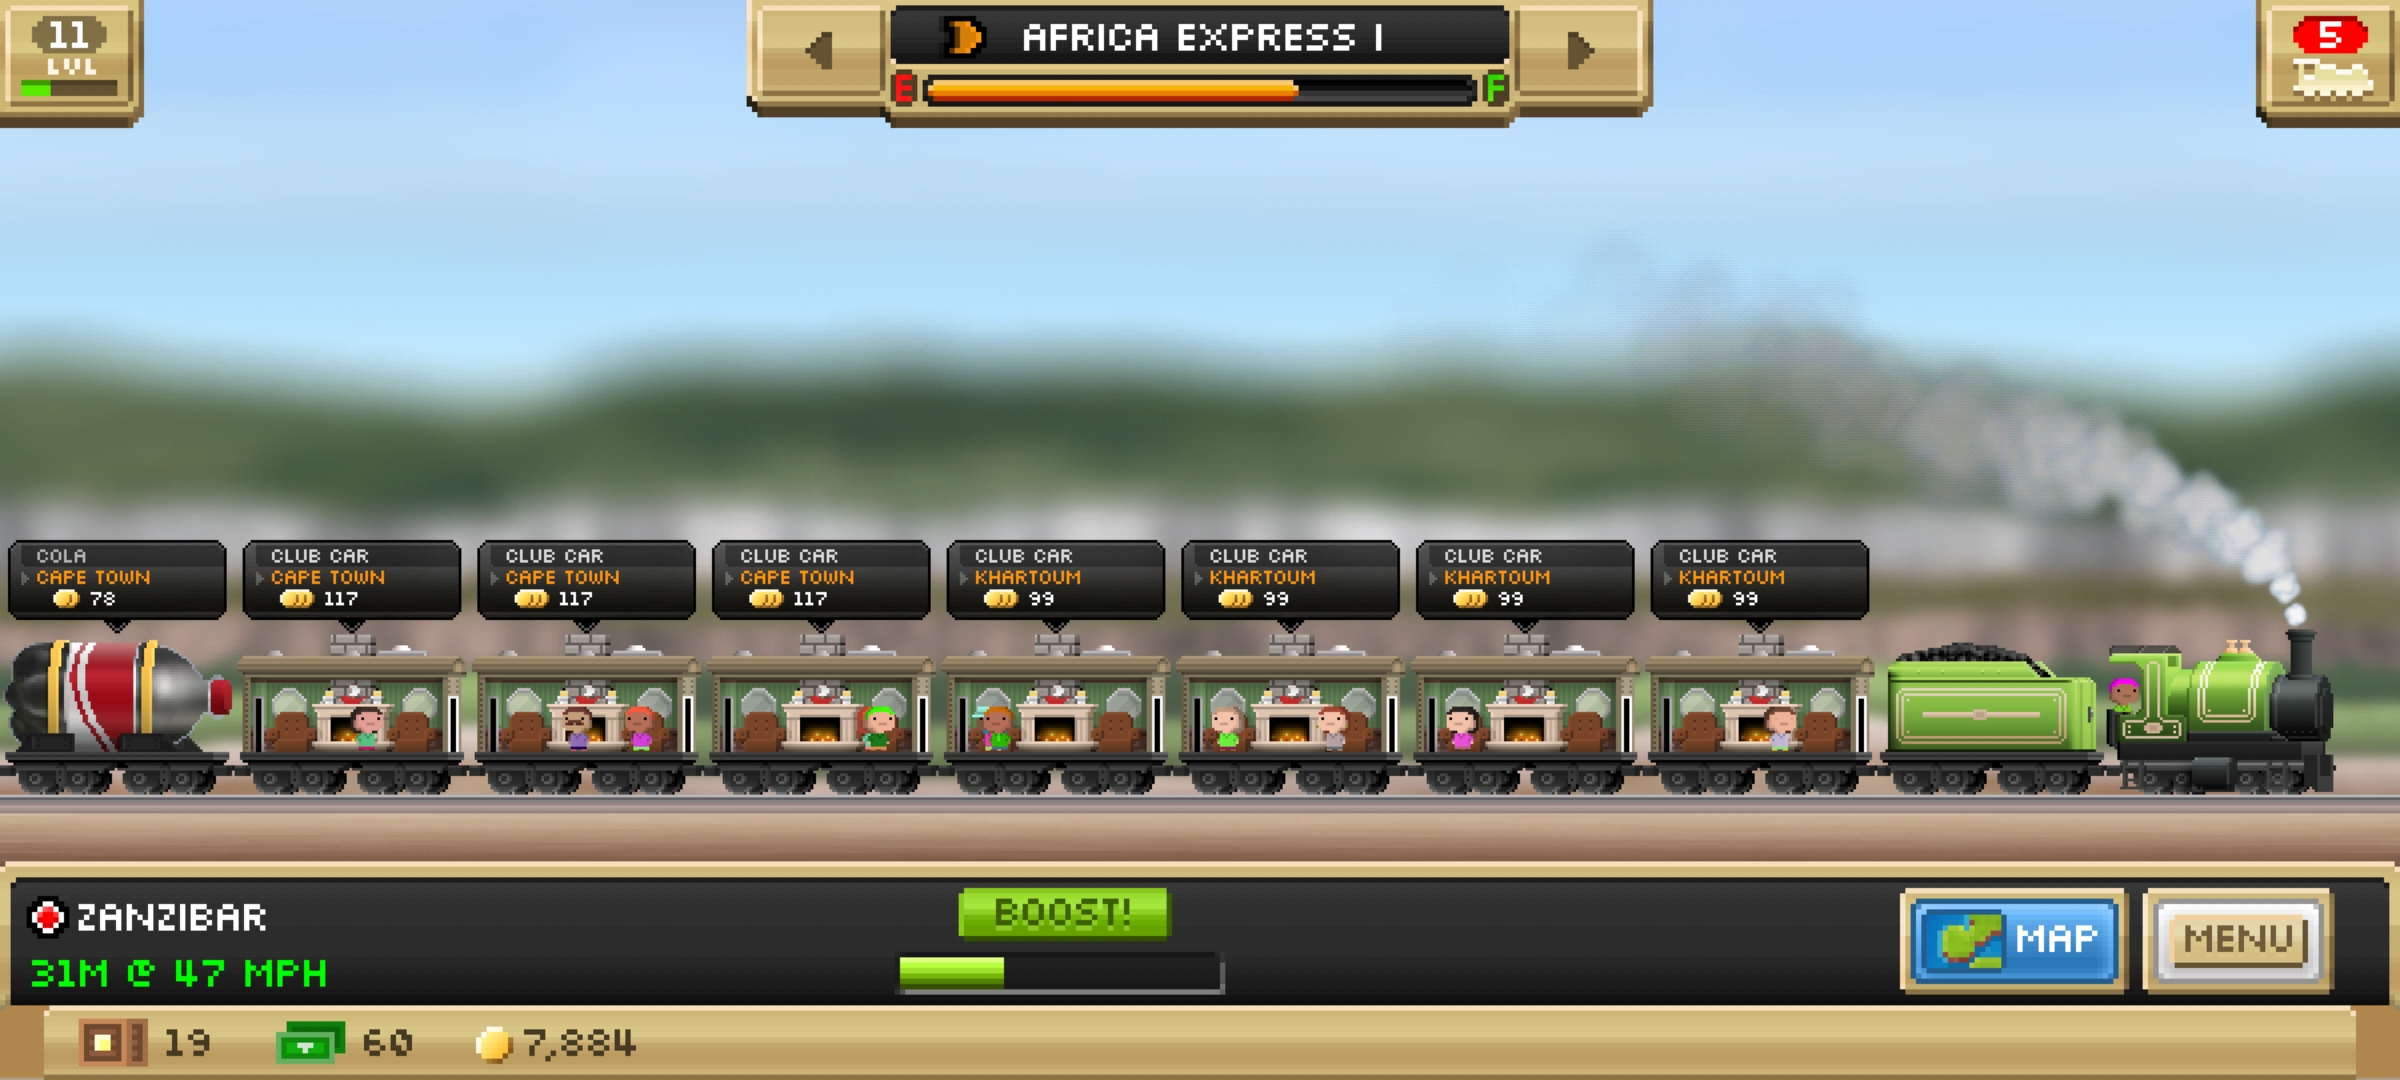 11
LVL
AFRICA EXPRESS I
E
F
5
COLA
CAPE TOWN
78
CLUB CAR
CAPE TOWN
117
CLUB CAR
CAPE TOWN
117
CLUB CAR
CAPE TOWN
117
CLUB CAR
KHARTOUM
99
CLUB CAR
KHARTOUM
99
CLUB CAR
KHARTOUM
99
CLUB CAR
KHARTOUM
99
ZANZIBAR
31M @ 47 MPH
BOOST!
MAP
MENU
19
60
7,884